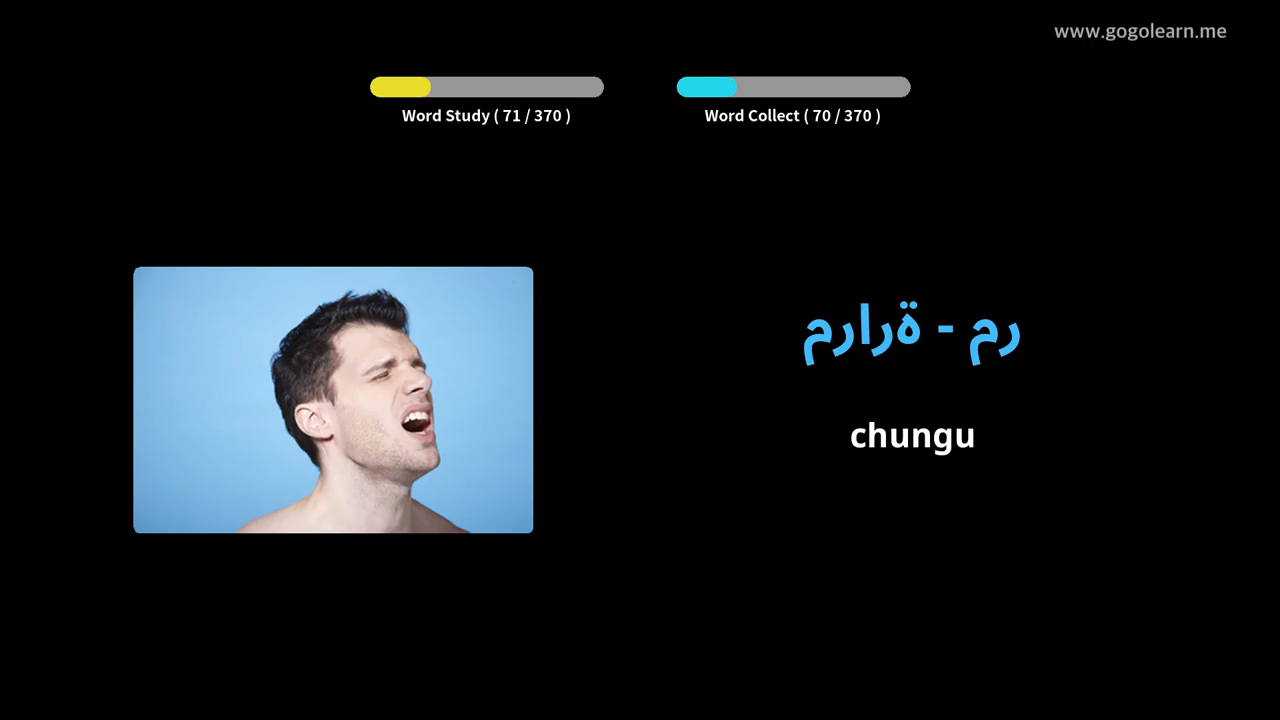 www.gogolearn.me
Word Study ( 71 / 370 )
Word Collect ( 70 / 370 )
مرارة - مر
chungu